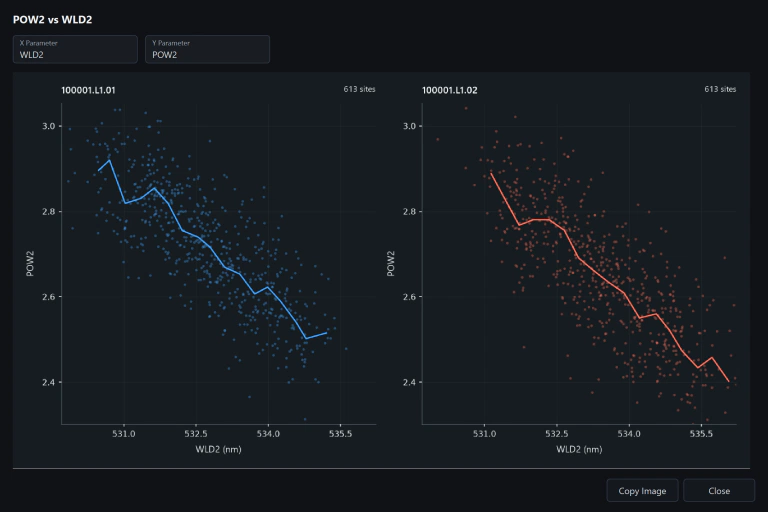 POW2 vs WLD2
X Parameter
WLD2
Y Parameter
POW2
100001.L1.01
613 sites
3.0
2.8
2.6
2.4
POW2
531.0
532.5
534.0
535.5
WLD2 (nm)
100001.L1.02
613 sites
3.0
2.8
2.6
2.4
POW2
531.0
532.5
534.0
535.5
WLD2 (nm)
Copy Image
Close